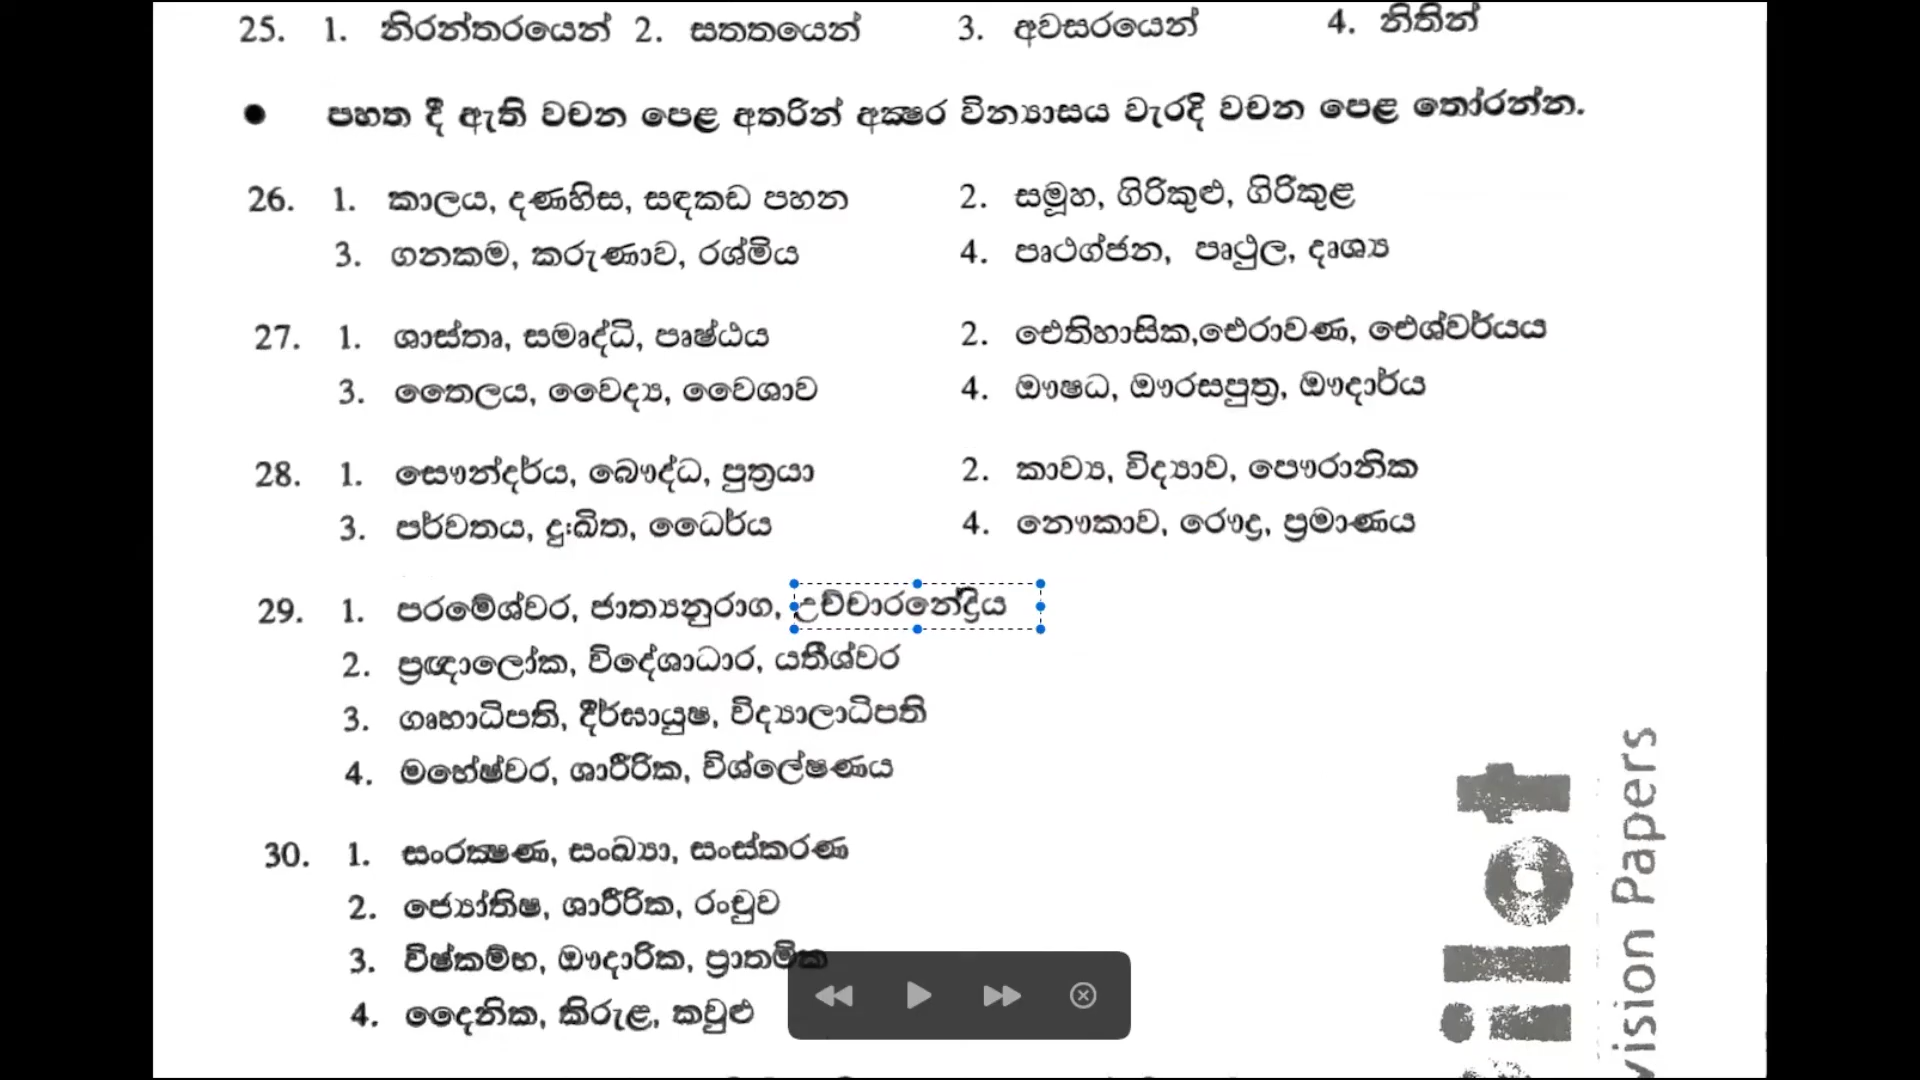 25. 1. නිරන්තරයෙන් 2. සතතයෙන් 3. අවසරයෙන් 4. නිතින්
● පහත දී ඇති වචන පෙළ අතරින් අක්‍ෂර වින්‍යාසය වැරදි වචන පෙළ තෝරන්න.
26. 1. කාලය, දණහිස, සඳකඩ පහන 2. සමූහ, ගිරිකුළු, ගිරිකුළ
3. ගනකම, කරුණාව, රශ්මිය 4. පෘථග්ජන, පෘථුල, දෘශ්‍ය
27. 1. ශාස්තෘ, සමෘද්ධි, පෘෂ්ඨය 2. ඓතිහාසික,ඓරාවණ, ඓශ්වර්යය
3. තෛලය, වෛද්‍ය, වෛශාව 4. ඖෂධ, ඖරසපුත්‍ර, ඖදාර්ය
28. 1. සෞන්දර්ය, බෞද්ධ, පුත්‍රයා 2. කාව්‍ය, විද්‍යාව, පෞරානික
3. පර්වතය, දුඃඛිත, ධෛර්ය 4. නෞකාව, රෞද්‍ර, ප්‍රමාණය
29. 1. පරමේශ්වර, ජාත්‍යනුරාග, උච්චාරනේද්‍රිය
2. ප්‍රඥාලෝක, විදේශාධාර, යතීශ්වර
3. ගෘහාධිපති, දීර්ඝායුෂ, විද්‍යාලාධිපති
4. මහේෂ්වර, ශාරීරික, විශ්ලේෂණය
30. 1. සංරක්‍ෂණ, සංඛ්‍යා, සංස්කරණ
2. ජ්‍යෝතිෂ, ශාරීරික, රංචුව
3. විෂ්කම්භ, ඖදාරික, ප්‍රාතමික
4. දෛනික, කිරුළ, කවුළු